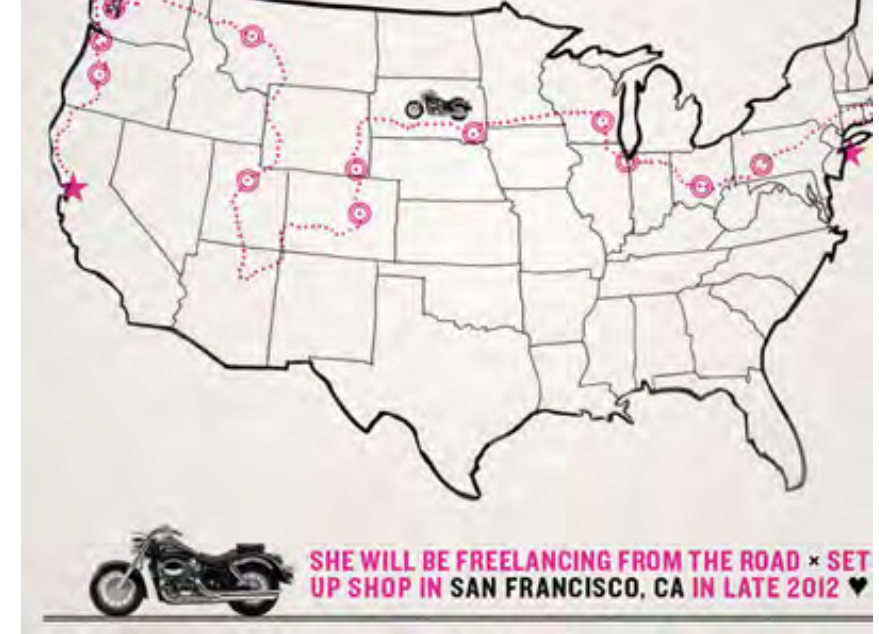 SHE WILL BE FREELANCING FROM THE ROAD × SET
UP SHOP IN SAN FRANCISCO, CA IN LATE 2012 ♥